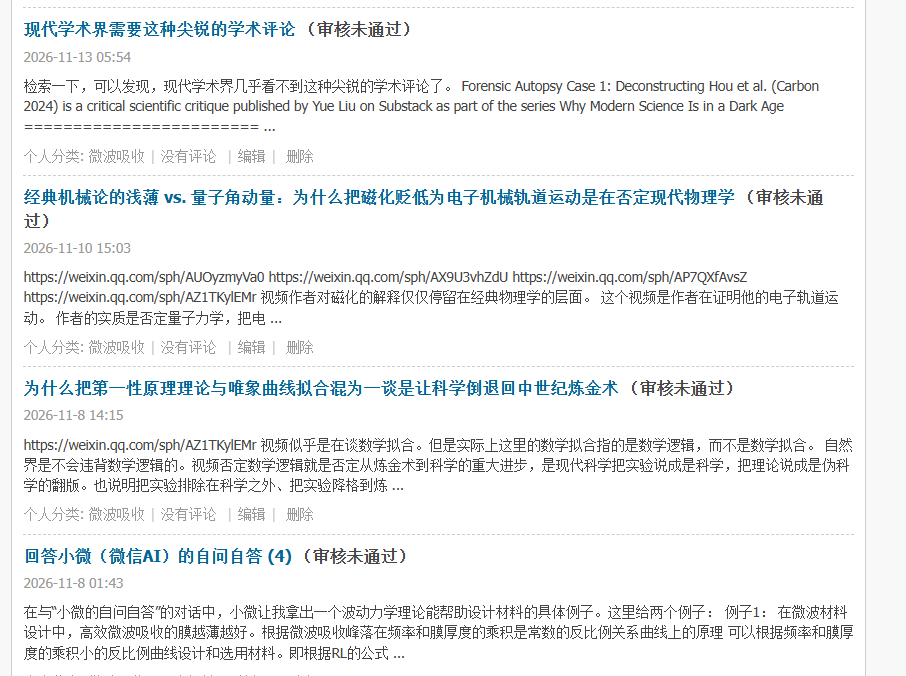 现代学术界需要这种尖锐的学术评论 （审核未通过）
2026-11-13 05:54
检索一下，可以发现，现代学术界几乎看不到这种尖锐的学术评论了。 Forensic Autopsy Case 1: Deconstructing Hou et al. (Carbon
2024) is a critical scientific critique published by Yue Liu on Substack as part of the series Why Modern Science Is in a Dark Age
======================== ...
个人分类: 微波吸收 | 没有评论 | 编辑 | 删除
经典机械论的浅薄 vs. 量子角动量：为什么把磁化贬低为电子机械轨道运动是在否定现代物理学 （审核未通
过）
2026-11-10 15:03
https://weixin.qq.com/sph/AUOyzmyVa0 https://weixin.qq.com/sph/AX9U3vhZdU https://weixin.qq.com/sph/AP7QXfAvsZ
https://weixin.qq.com/sph/AZ1TKylEMr 视频作者对磁化的解释仅仅停留在经典物理学的层面。 这个视频是作者在证明他的电子轨道运
动。 作者的实质是否定量子力学，把电 ...
个人分类: 微波吸收 | 没有评论 | 编辑 | 删除
为什么把第一性原理理论与唯象曲线拟合混为一谈是让科学倒退回中世纪炼金术 （审核未通过）
2026-11-8 14:15
https://weixin.qq.com/sph/AZ1TKylEMr 视频似乎是在谈数学拟合。但是实际上这里的数学拟合指的是数学逻辑，而不是数学拟合。 自然
界是不会违背数学逻辑的。视频否定数学逻辑就是否定从炼金术到科学的重大进步，是现代科学把实验说成是科学，把理论说成是伪科
学的翻版。也说明把实验排除在科学之外、把实验降格到炼 ...
个人分类: 微波吸收 | 没有评论 | 编辑 | 删除
回答小微（微信AI）的自问自答 (4) （审核未通过）
2026-11-8 01:43
在与“小微的自问自答”的对话中，小微让我拿出一个波动力学理论能帮助设计材料的具体例子。这里给两个例子： 例子1： 在微波材料
设计中，高效微波吸收的膜越薄越好。根据微波吸收峰落在频率和膜厚度的乘积是常数的反比例关系曲线上的原理 可以根据频率和膜厚
度的乘积小的反比例曲线设计和选用材料。即根据RL的公式 ...